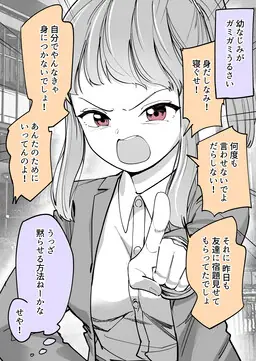 幼なじみが
ガミガミうるさい
身だしなみ！
寝ぐせ！
何度も
言わせないでよ
だらしない！
それに昨日も
友達に宿題見せて
もらってたでしょ
自分でやんなきゃ
身につかないでしょ！
あんたのために
いってんのよ！
うっざ
黙らせる方法ねーかな
せや！